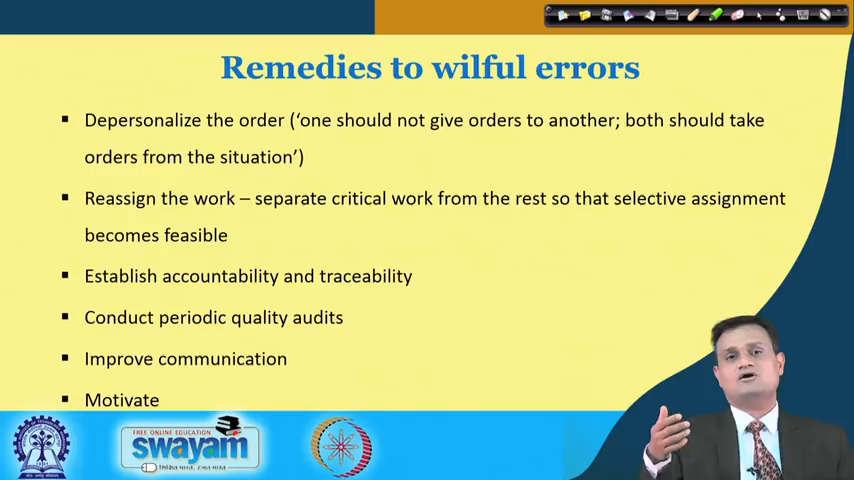 Remedies to wilful errors
▪ Depersonalize the order (‘one should not give orders to another; both should take
orders from the situation’)
▪ Reassign the work – separate critical work from the rest so that selective assignment
becomes feasible
▪ Establish accountability and traceability
▪ Conduct periodic quality audits
▪ Improve communication
▪ Motivate
FREE ONLINE EDUCATION
swayam